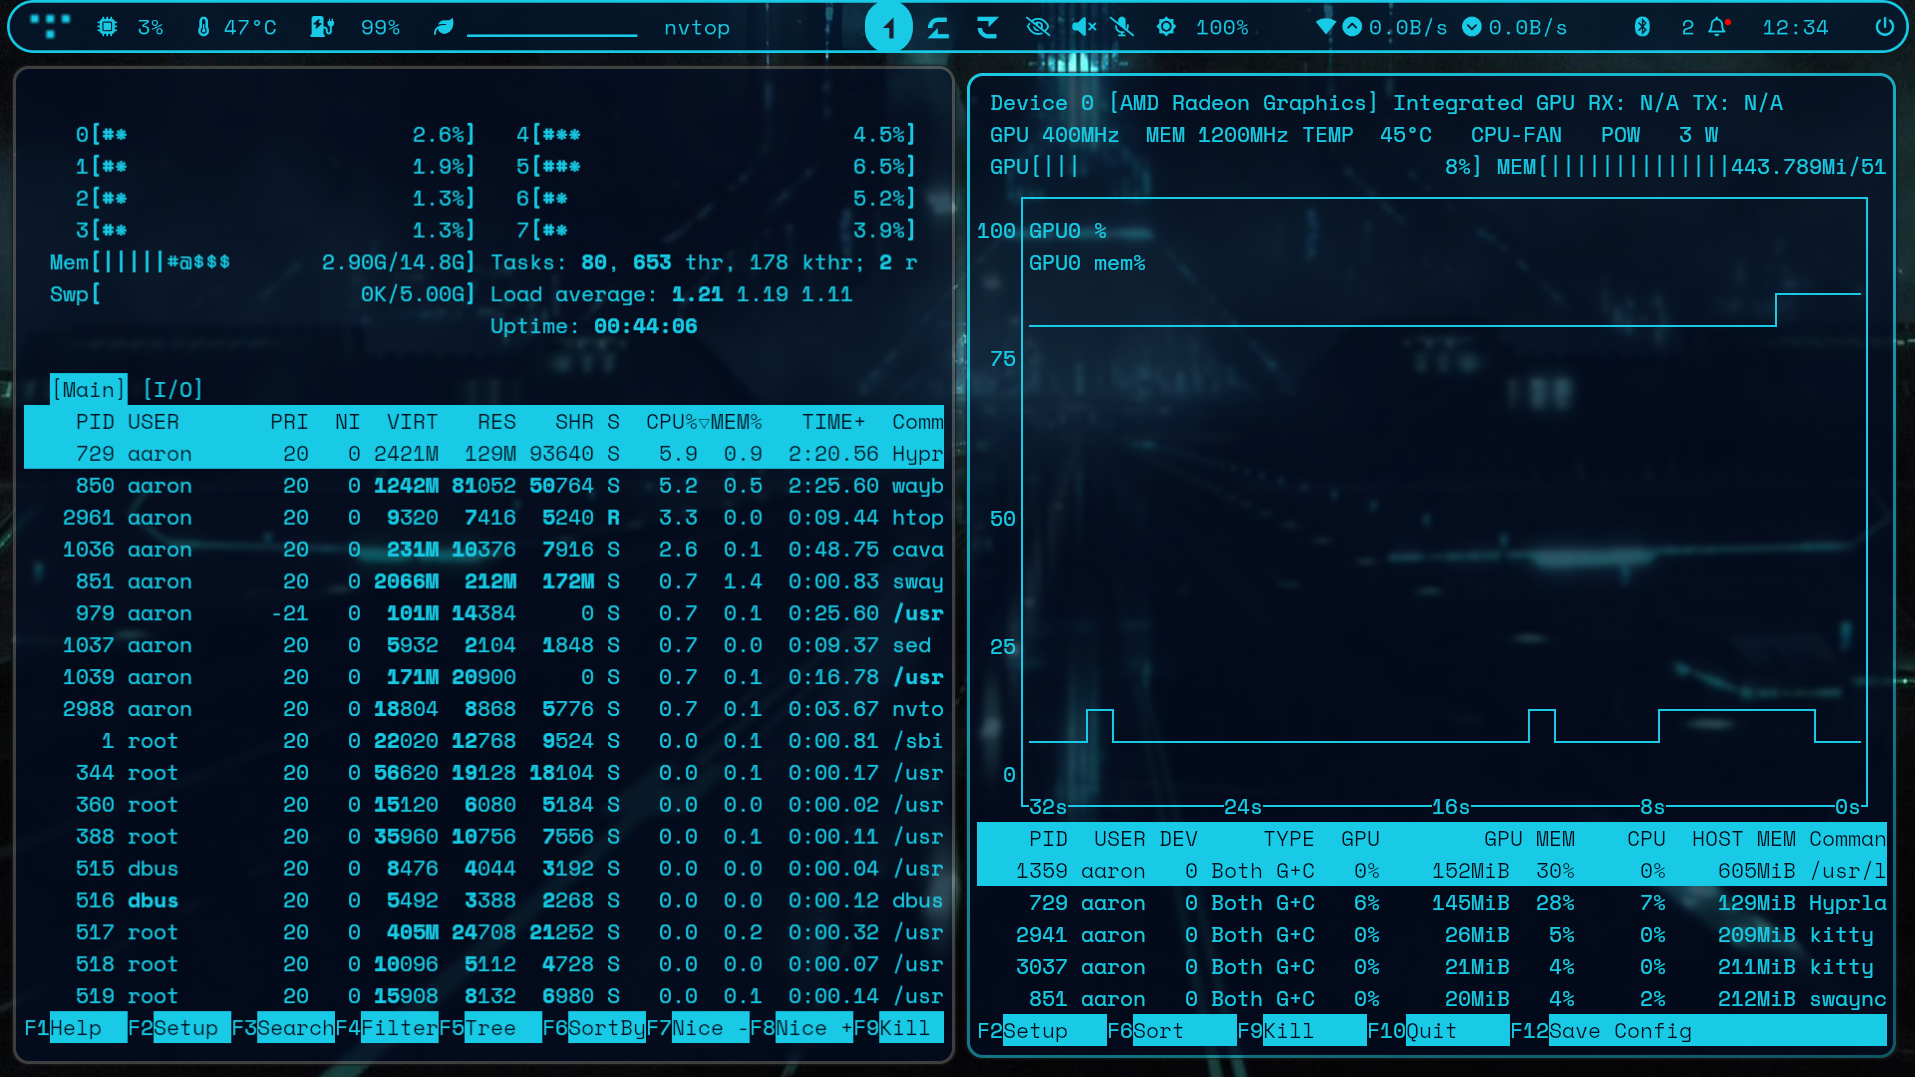 3% 47°C 99% nvtop 1 2 3 100% 0.0B/s 0.0B/s 2 12:34
0[#* 2.6%] 4[#** 4.5%]
1[#* 1.9%] 5[##* 6.5%]
2[#* 1.3%] 6[#* 5.2%]
3[#* 1.3%] 7[#* 3.9%]
Mem[|||||#@$$$ 2.90G/14.8G] Tasks: 80, 653 thr, 178 kthr; 2 r
Swp[ 0K/5.00G] Load average: 1.21 1.19 1.11
Uptime: 00:44:06
[Main] [I/O]
PID USER PRI NI VIRT RES SHR S CPU%▽MEM% TIME+ Comm
729 aaron 20 0 2421M 129M 93640 S 5.9 0.9 2:20.56 Hypr
850 aaron 20 0 1242M 81052 50764 S 5.2 0.5 2:25.60 wayb
2961 aaron 20 0 9320 7416 5240 R 3.3 0.0 0:09.44 htop
1036 aaron 20 0 231M 10376 7916 S 2.6 0.1 0:48.75 cava
851 aaron 20 0 2066M 212M 172M S 0.7 1.4 0:00.83 sway
979 aaron -21 0 101M 14384 0 S 0.7 0.1 0:25.60 /usr
1037 aaron 20 0 5932 2104 1848 S 0.7 0.0 0:09.37 sed
1039 aaron 20 0 171M 20900 0 S 0.7 0.1 0:16.78 /usr
2988 aaron 20 0 18804 8868 5776 S 0.7 0.1 0:03.67 nvto
1 root 20 0 22020 12768 9524 S 0.0 0.1 0:00.81 /sbi
344 root 20 0 56620 19128 18104 S 0.0 0.1 0:00.17 /usr
360 root 20 0 15120 6080 5184 S 0.0 0.0 0:00.02 /usr
388 root 20 0 35960 10756 7556 S 0.0 0.1 0:00.11 /usr
515 dbus 20 0 8476 4044 3192 S 0.0 0.0 0:00.04 /usr
516 dbus 20 0 5492 3388 2268 S 0.0 0.0 0:00.12 dbus
517 root 20 0 405M 24708 21252 S 0.0 0.2 0:00.32 /usr
518 root 20 0 10096 5112 4728 S 0.0 0.0 0:00.07 /usr
519 root 20 0 15908 8132 6980 S 0.0 0.1 0:00.14 /usr
F1Help F2Setup F3SearchF4FilterF5Tree F6SortByF7Nice -F8Nice +F9Kill
Device 0 [AMD Radeon Graphics] Integrated GPU RX: N/A TX: N/A
GPU 400MHz MEM 1200MHz TEMP 45°C CPU-FAN POW 3 W
GPU[||| 8%] MEM[||||||||||||||443.789Mi/51
100 GPU0 %
GPU0 mem%
75
50
25
0
32s 24s 16s 8s 0s
PID USER DEV TYPE GPU GPU MEM CPU HOST MEM Comman
1359 aaron 0 Both G+C 0% 152MiB 30% 0% 605MiB /usr/l
729 aaron 0 Both G+C 6% 145MiB 28% 7% 129MiB Hyprla
2941 aaron 0 Both G+C 0% 26MiB 5% 0% 209MiB kitty
3037 aaron 0 Both G+C 0% 21MiB 4% 0% 211MiB kitty
851 aaron 0 Both G+C 0% 20MiB 4% 2% 212MiB swaync
F2Setup F6Sort F9Kill F10Quit F12Save Config